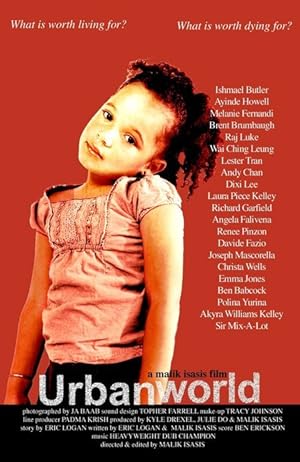 What is worth living for? What is worth dying for?
Ishmael Butler
Ayinde Howell
Melanie Fernandi
Brent Brumbaugh
Raj Luke
Wai Ching Leung
Lester Tran
Andy Chan
Dixi Lee
Laura Piece Kelley
Richard Garfield
Angela Falivena
Renee Pinzon
Davide Fazio
Joseph Mascorella
Christa Wells
Emma Jones
Ben Babcock
Polina Yurina
Akyra Williams Kelley
Sir Mix-A-Lot
a malik isasis film
Urbanworld
photographed by JA BAAB sound design TOPHER FARRELL make-up TRACY JOHNSON
line producer PADMA KRISH produced by KYLE DREXEL, JULIE DO & MALIK ISASIS
story by ERIC LOGAN written by ERIC LOGAN & MALIK ISASIS score BEN ERICKSON
music HEAVYWEIGHT DUB CHAMPION
directed & edited by MALIK ISASIS